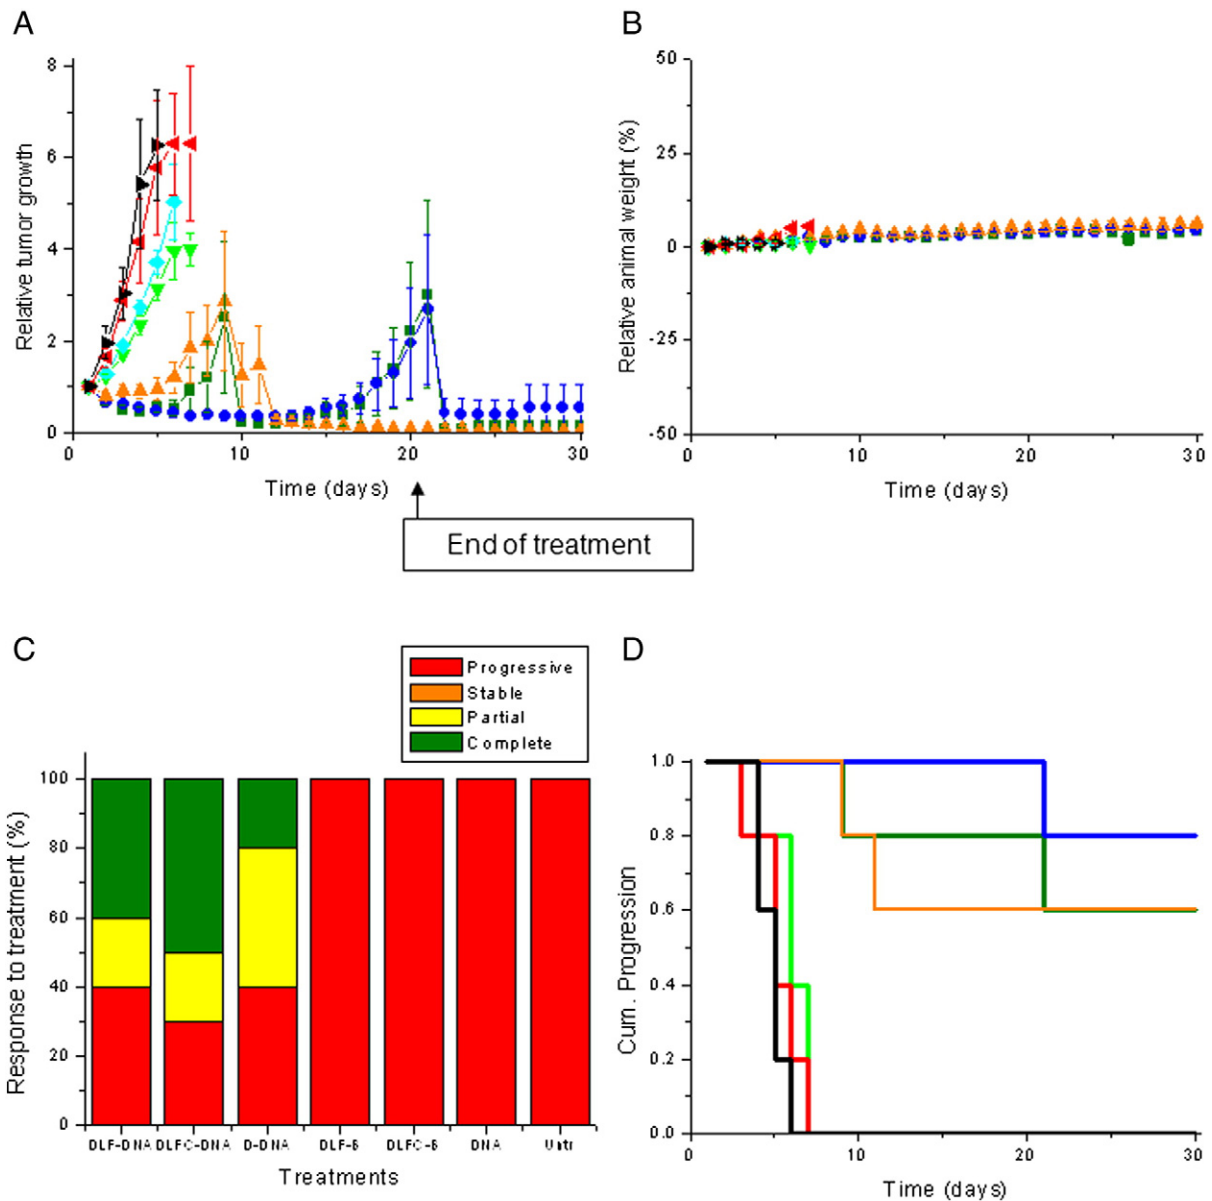 A
B
8
6
4
2
0
Relative tumor growth
0 10 20 30
Time (days)
50
25
0
-25
-50
Relative animal weight (%)
0 10 20 30
Time (days)
End of treatment
C
D
Progressive
Stable
Partial
Complete
100
80
60
40
20
0
Response to treatment (%)
DLF-DNA DLFC-DNA D-DNA DLF-6 DLFC-6 DNA Untr
Treatments
1.0
0.8
0.6
0.4
0.2
0.0
Cum. Progression
0 10 20 30
Time (days)